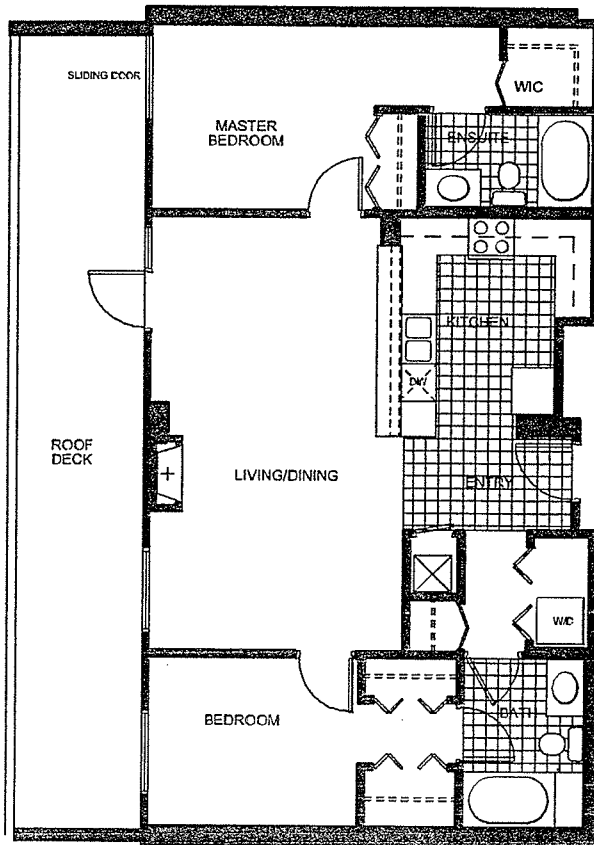 SLIDING DOOR
WIC
MASTER
BEDROOM
ENSUITE
KITCHEN
DW
ROOF
DECK
LIVING/DINING
ENTRY
W/D
BEDROOM
BATH